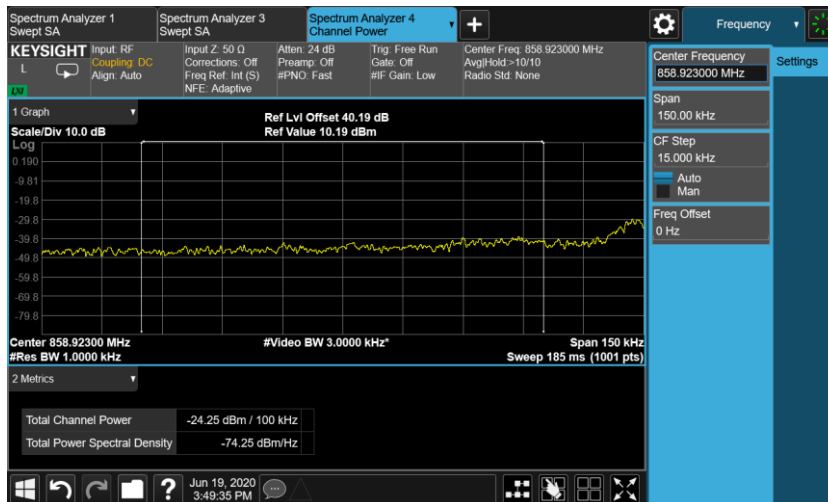 Spectrum Analyzer 1
Swept SA
Spectrum Analyzer 3
Swept SA
Spectrum Analyzer 4
Channel Power
Frequency
KEYSIGHT
L
Input: RF
Coupling: DC
Align: Auto
Input Z: 50 Ω
Corrections: Off
Freq Ref: Int (S)
NFE: Adaptive
Atten: 24 dB
Preamp: Off
#PNO: Fast
Trig: Free Run
Gate: Off
#IF Gain: Low
Center Freq: 858.923000 MHz
Avg|Hold:>10/10
Radio Std: None
Center Frequency
858.923000 MHz
Settings
Span
150.00 kHz
CF Step
15.000 kHz
Auto
Man
Freq Offset
0 Hz
1 Graph
Scale/Div 10.0 dB
Ref Lvl Offset 40.19 dB
Ref Value 10.19 dBm
Log
0.190
-9.81
-19.8
-29.8
-39.8
-49.8
-59.8
-69.8
-79.8
Center 858.92300 MHz
#Video BW 3.0000 kHz*
Span 150 kHz
#Res BW 1.0000 kHz
Sweep 185 ms (1001 pts)
2 Metrics
Total Channel Power -24.25 dBm / 100 kHz
Total Power Spectral Density -74.25 dBm/Hz
?
Jun 19, 2020
3:49:35 PM